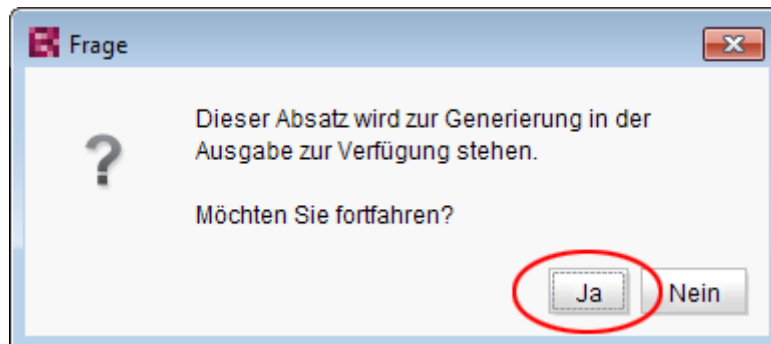 Frage
Dieser Absatz wird zur Generierung in der
Ausgabe zur Verfügung stehen.
?
Möchten Sie fortfahren?
Ja
Nein